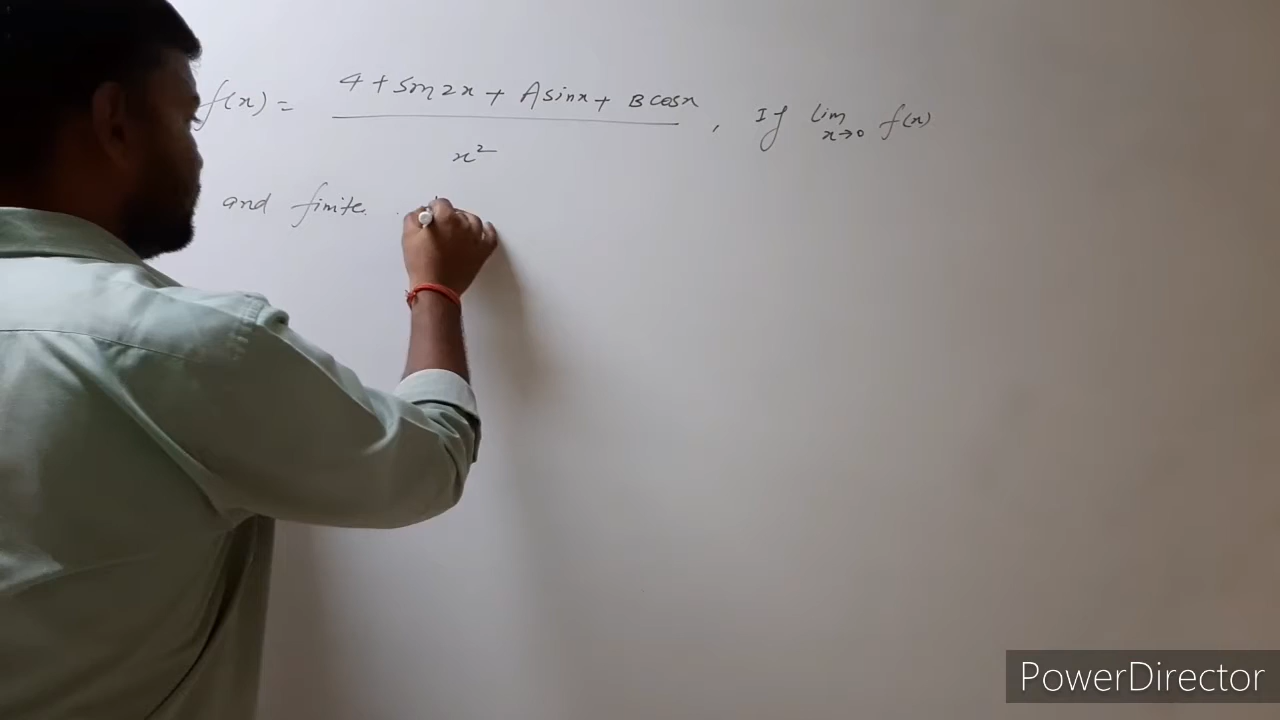 f(x) = 4 + sin2x + Asinx + Bcosx / x², If lim x→0 f(x)
and finite.
PowerDirector